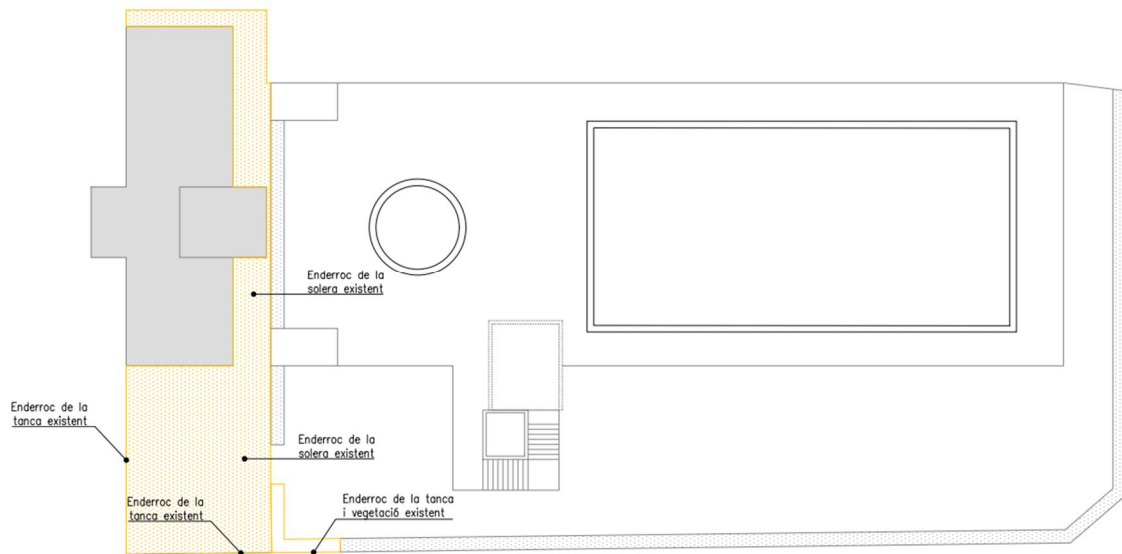 Enderroc de la
solera existent
Enderroc de la
tanca existent
Enderroc de la
solera existent
Enderroc de la
tanca existent
Enderroc de la tanca
i vegetació existent